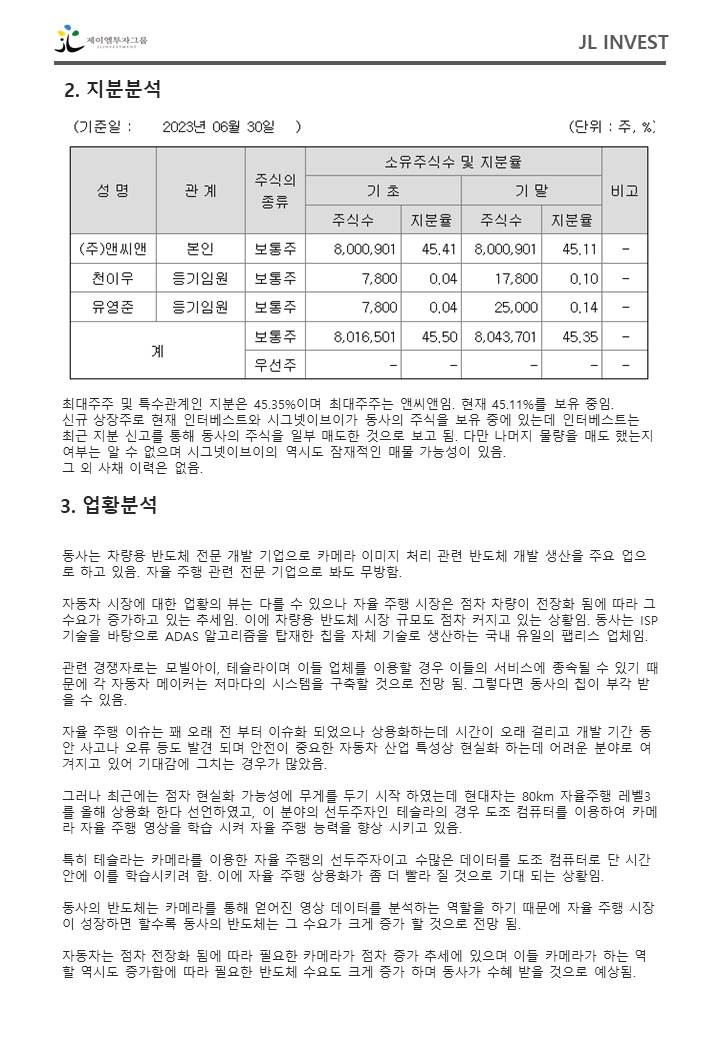 제이엘투자그룹
JLINVESTMENT
JL INVEST
2. 지분분석
(기준일 : 2023년 06월 30일 )
(단위 : 주, %)
성 명 관 계 주식의 종류 소유주식수 및 지분율 비고
기 초 기 말
주식수 지분율 주식수 지분율
(주)앤씨앤 본인 보통주 8,000,901 45.41 8,000,901 45.11 -
천이우 등기임원 보통주 7,800 0.04 17,800 0.10 -
유영준 등기임원 보통주 7,800 0.04 25,000 0.14 -
계 보통주 8,016,501 45.50 8,043,701 45.35 -
우선주 - - - - -
최대주주 및 특수관계인 지분은 45.35%이며 최대주주는 앤씨앤임. 현재 45.11%를 보유 중임.
신규 상장주로 현재 인터베스트와 시그넷이브이가 동사의 주식을 보유 중에 있는데 인터베스트는
최근 지분 신고를 통해 동사의 주식을 일부 매도한 것으로 보고 됨. 다만 나머지 물량을 매도 했는지
여부는 알 수 없으며 시그넷이브이의 역시도 잠재적인 매물 가능성이 있음.
그 외 사채 이력은 없음.
3. 업황분석
동사는 차량용 반도체 전문 개발 기업으로 카메라 이미지 처리 관련 반도체 개발 생산을 주요 업으
로 하고 있음. 자율 주행 관련 전문 기업으로 봐도 무방함.
자동차 시장에 대한 업황의 뷰는 다를 수 있으나 자율 주행 시장은 점차 차량이 전장화 됨에 따라 그
수요가 증가하고 있는 추세임. 이에 차량용 반도체 시장 규모도 점차 커지고 있는 상황임. 동사는 ISP
기술을 바탕으로 ADAS 알고리즘을 탑재한 칩을 자체 기술로 생산하는 국내 유일의 팹리스 업체임.
관련 경쟁자로는 모빌아이, 테슬라이며 이들 업체를 이용할 경우 이들의 서비스에 종속될 수 있기 때
문에 각 자동차 메이커는 저마다의 시스템을 구축할 것으로 전망 됨. 그렇다면 동사의 칩이 부각 받
을 수 있음.
자율 주행 이슈는 꽤 오래 전 부터 이슈화 되었으나 상용화하는데 시간이 오래 걸리고 개발 기간 동
안 사고나 오류 등도 발견 되며 안전이 중요한 자동차 산업 특성상 현실화 하는데 어려운 분야로 여
겨지고 있어 기대감에 그치는 경우가 많았음.
그러나 최근에는 점차 현실화 가능성에 무게를 두기 시작 하였는데 현대차는 80km 자율주행 레벨3
를 올해 상용화 한다 선언하였고, 이 분야의 선두주자인 테슬라의 경우 도조 컴퓨터를 이용하여 카메
라 자율 주행 영상을 학습 시켜 자율 주행 능력을 향상 시키고 있음.
특히 테슬라는 카메라를 이용한 자율 주행의 선두주자이고 수많은 데이터를 도조 컴퓨터로 단 시간
안에 이를 학습시키려 함. 이에 자율 주행 상용화가 좀 더 빨라 질 것으로 기대 되는 상황임.
동사의 반도체는 카메라를 통해 얻어진 영상 데이터를 분석하는 역할을 하기 때문에 자율 주행 시장
이 성장하면 할수록 동사의 반도체는 그 수요가 크게 증가 할 것으로 전망 됨.
자동차는 점차 전장화 됨에 따라 필요한 카메라가 점차 증가 추세에 있으며 이들 카메라가 하는 역
할 역시도 증가함에 따라 필요한 반도체 수요도 크게 증가 하며 동사가 수혜 받을 것으로 예상됨.